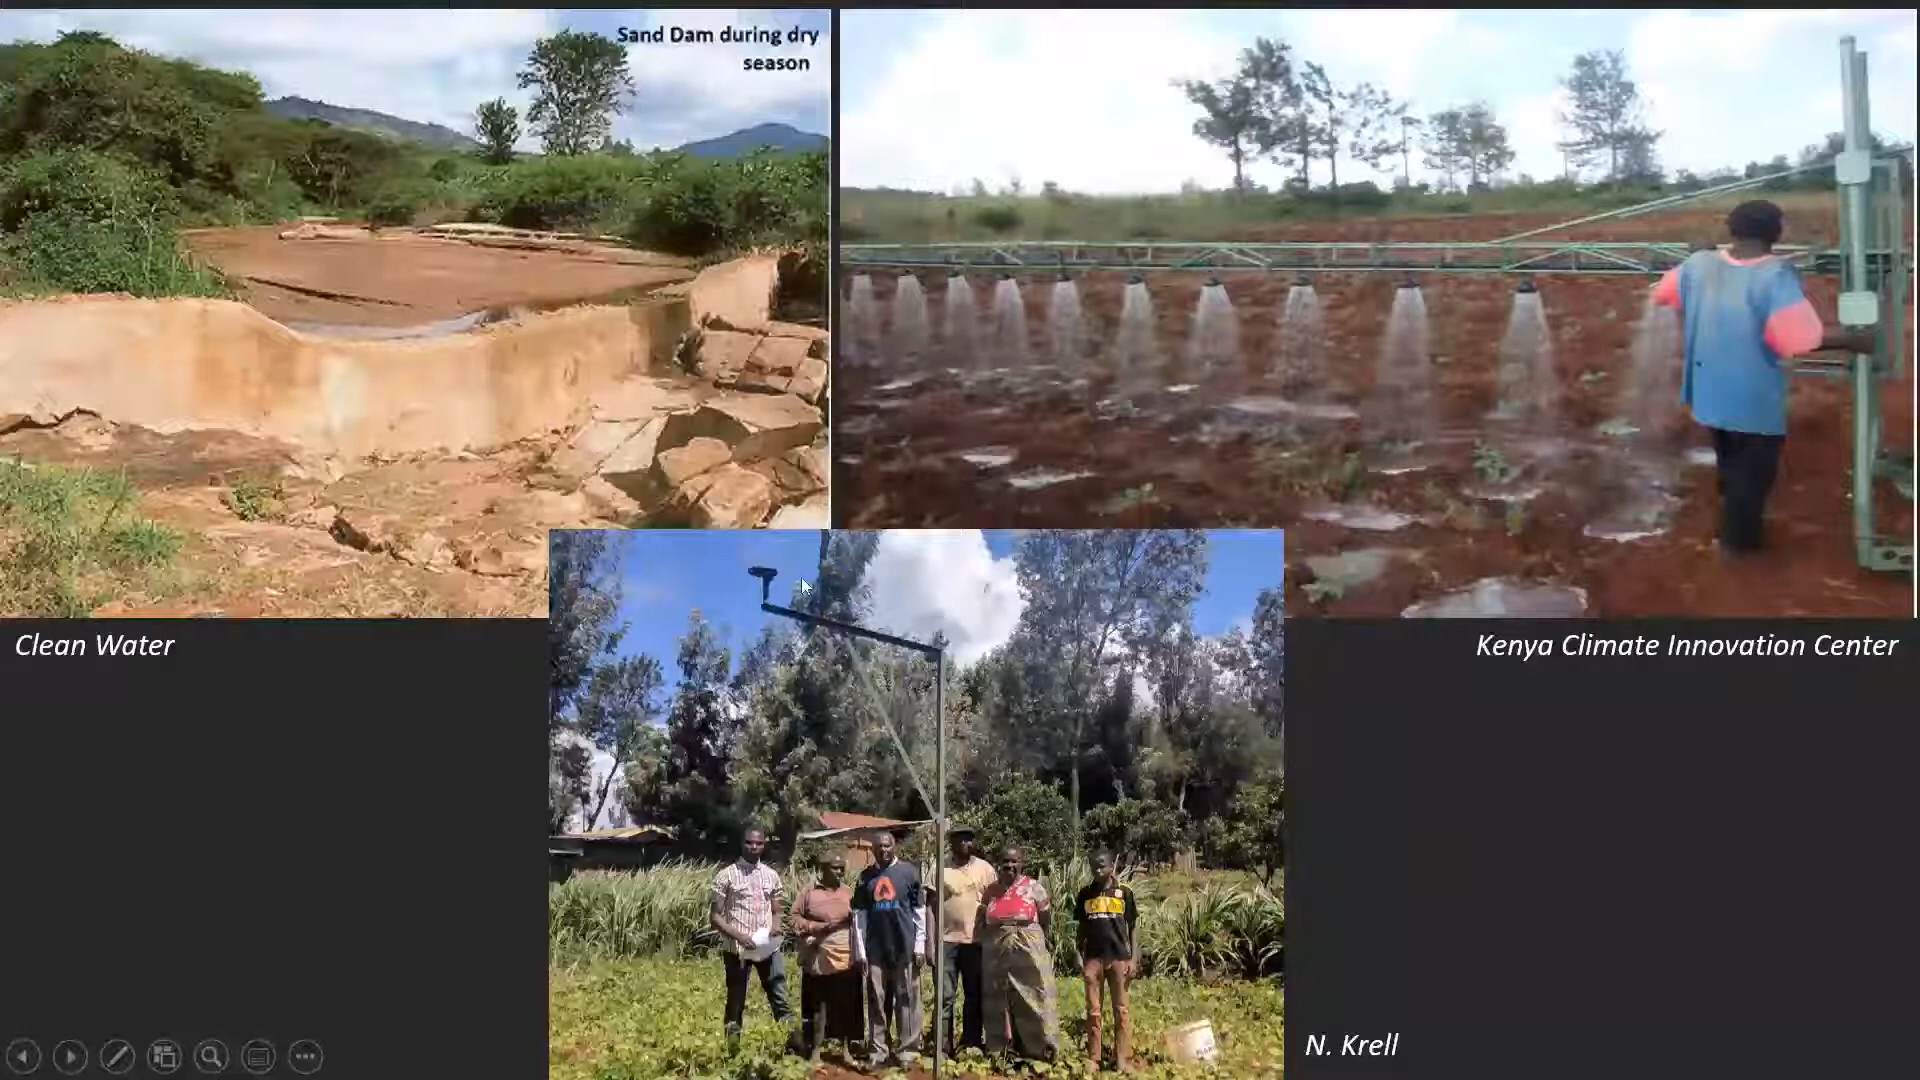 Sand Dam during dry
season
Clean Water
Kenya Climate Innovation Center
N. Krell